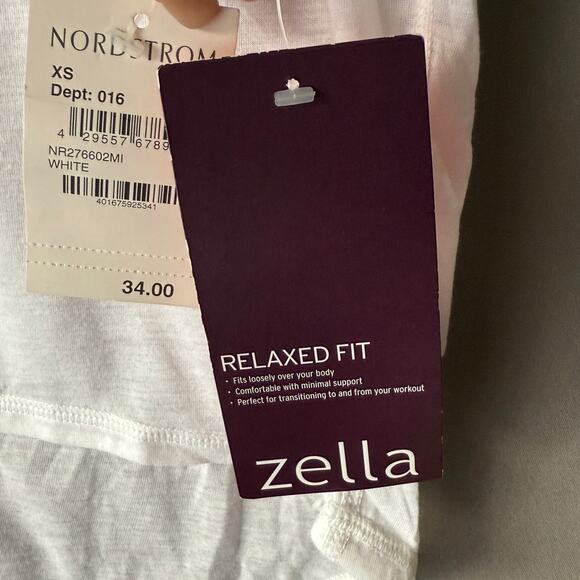 NORDSTROM
XS
Dept: 016
4 29557 6789
NR276602MI
WHITE
401675925341
34.00
RELAXED FIT
• Fits loosely over your body
• Comfortable with minimal support
• Perfect for transitioning to and from your workout
zella